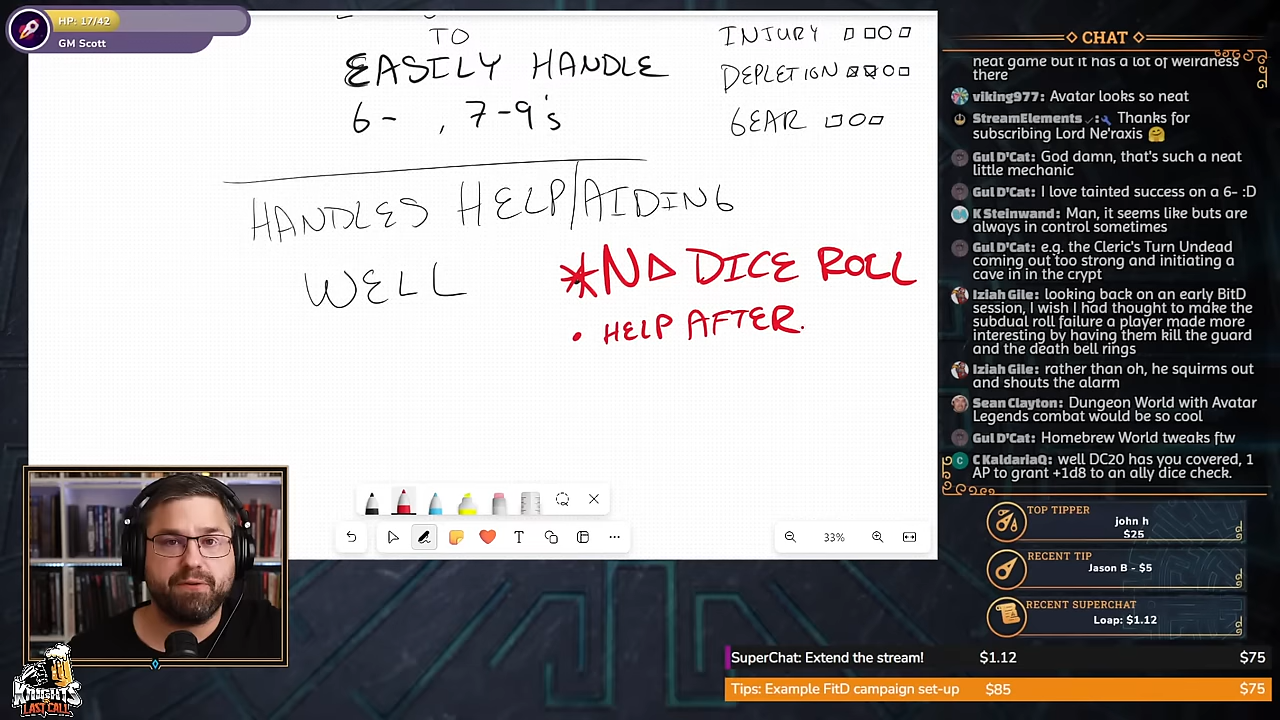 HP: 17/42
GM Scott
TO
EASILY HANDLE
6- , 7-9's
INJURY
DEPLETION
GEAR
HANDLES HELP/AIDING
WELL
*NO DICE ROLL
• HELP AFTER.
33%
KNIGHTS
OF
LAST CALL
CHAT
neat game but it has a lot of weirdness
there
viking977: Avatar looks so neat
StreamElements : Thanks for
subscribing Lord Ne'raxis 🤗
Gul D'Cat: God damn, that's such a neat
little mechanic
Gul D'Cat: I love tainted success on a 6- :D
K Steinwand: Man, it seems like buts are
always in control sometimes
Gul D'Cat: e.g. the Cleric's Turn Undead
coming out too strong and initiating a
cave in in the crypt
Iziah Gile: looking back on an early BitD
session, I wish I had thought to make the
subdual roll failure a player made more
interesting by having them kill the guard
and the death bell rings
Iziah Gile: rather than oh, he squirms out
and shouts the alarm
Sean Clayton: Dungeon World with Avatar
Legends combat would be so cool
Gul D'Cat: Homebrew World tweaks ftw
C KaldariaQ: well DC20 has you covered, 1
AP to grant +1d8 to an ally dice check.
TOP TIPPER
john h
$25
RECENT TIP
Jason B - $5
RECENT SUPERCHAT
Loap: $1.12
SuperChat: Extend the stream! $1.12 $75
Tips: Example FitD campaign set-up $85 $75